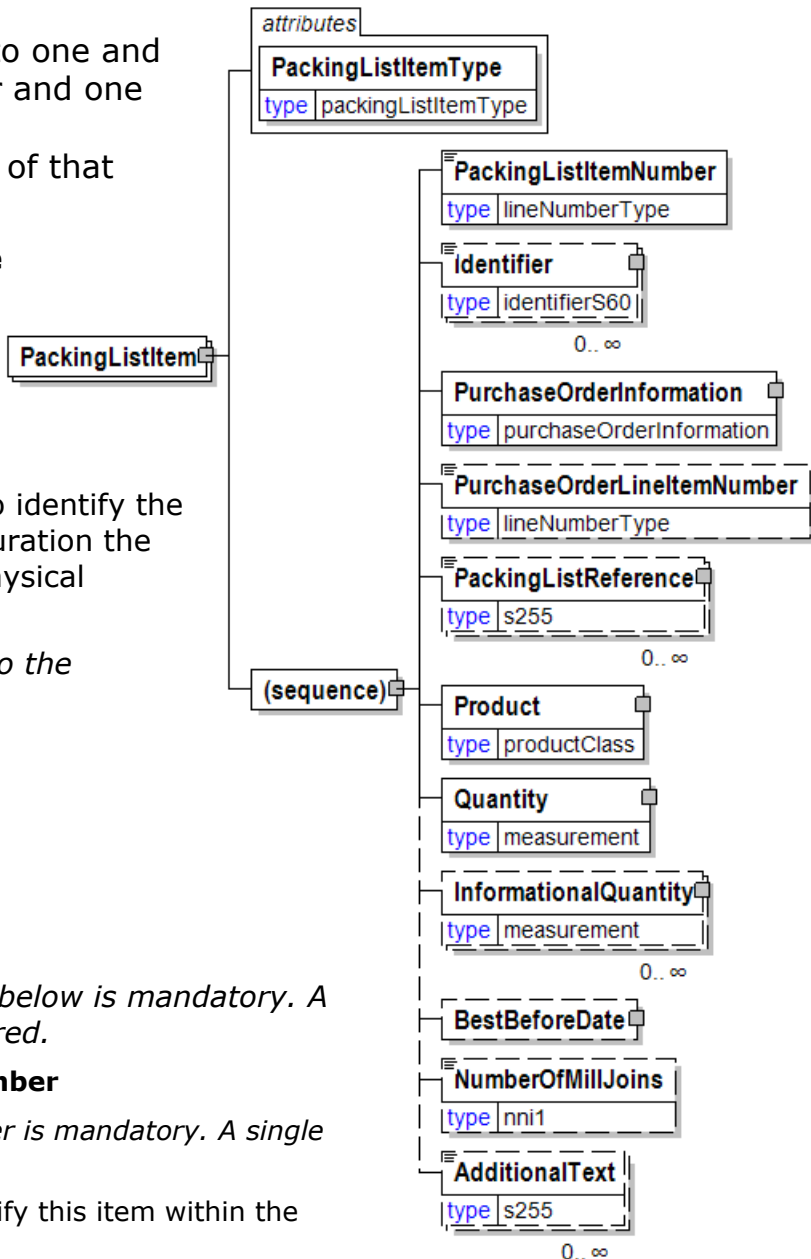 to one and
r and one
of that
e
o identify the
uration the
hysical
o the
below is mandatory. A
red.
mber
er is mandatory. A single
ify this item within the
attributes
PackingListItemType
type packingListItemType
PackingListItem
(sequence)
PackingListItemNumber
type lineNumberType
Identifier
type identifierS60
0.. ∞
PurchaseOrderInformation
type purchaseOrderInformation
PurchaseOrderLineItemNumber
type lineNumberType
PackingListReference
type s255
0.. ∞
Product
type productClass
Quantity
type measurement
InformationalQuantity
type measurement
0.. ∞
BestBeforeDate
NumberOfMillJoins
type nni1
AdditionalText
type s255
0.. ∞